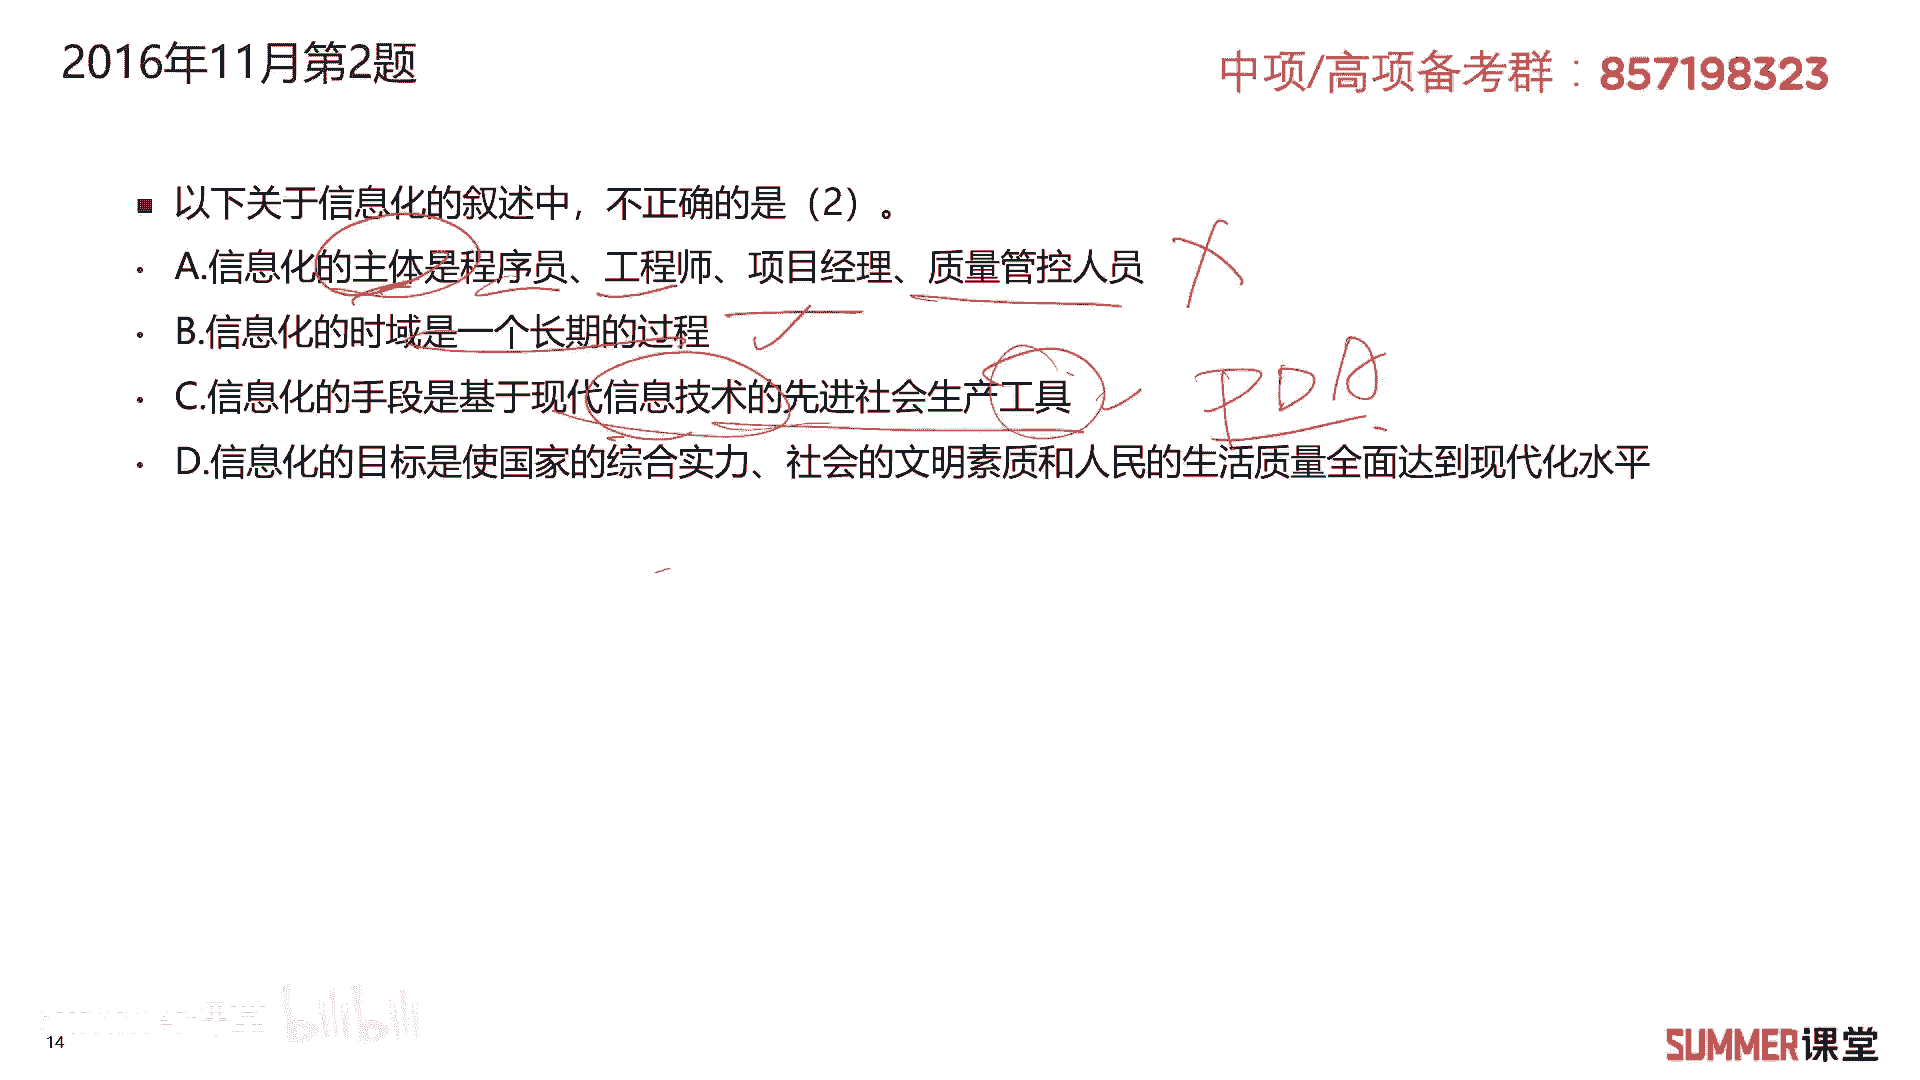 2016年11月第2题
中项/高项备考群：857198323
■ 以下关于信息化的叙述中，不正确的是（2）。
• A.信息化的主体是程序员、工程师、项目经理、质量管控人员
• B.信息化的时域是一个长期的过程
• C.信息化的手段是基于现代信息技术的先进社会生产工具
PDA
• D.信息化的目标是使国家的综合实力、社会的文明素质和人民的生活质量全面达到现代化水平
bilibili
14
SUMMER课堂